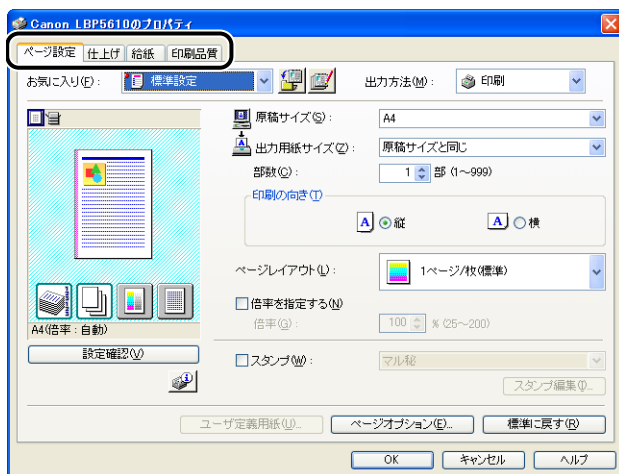 Canon LBP5610のプロパティ
ページ設定 仕上げ 給紙 印刷品質
お気に入り(F): 標準設定 出力方法(M): 印刷
原稿サイズ(S): A4
出力用紙サイズ(Z): 原稿サイズと同じ
部数(C): 1 部 (1~999)
印刷の向き(T)
A 縦 A 横
ページレイアウト(L): 1ページ/枚(標準)
倍率を指定する(N)
倍率(G): 100 % (25~200)
A4(倍率:自動)
設定確認(V)
スタンプ(W): マル秘
スタンプ編集(I)...
ユーザ定義用紙(U)... ページオプション(E)... 標準に戻す(R)
OK キャンセル ヘルプ